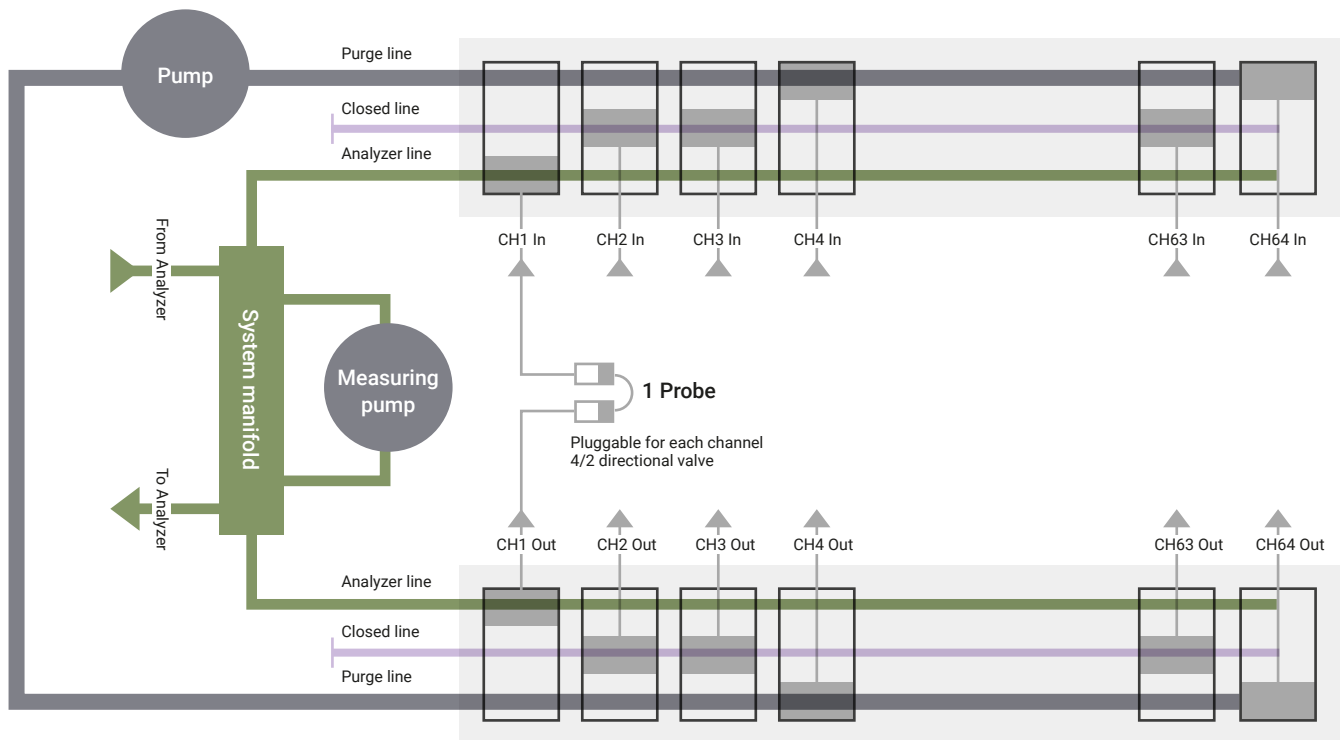 Pump
Purge line
Closed line
Analyzer line
CH1 In
CH2 In
CH3 In
CH4 In
CH63 In
CH64 In
From Analyzer
System manifold
Measuring
pump
To Analyzer
1 Probe
Pluggable for each channel
4/2 directional valve
CH1 Out
CH2 Out
CH3 Out
CH4 Out
CH63 Out
CH64 Out
Analyzer line
Closed line
Purge line